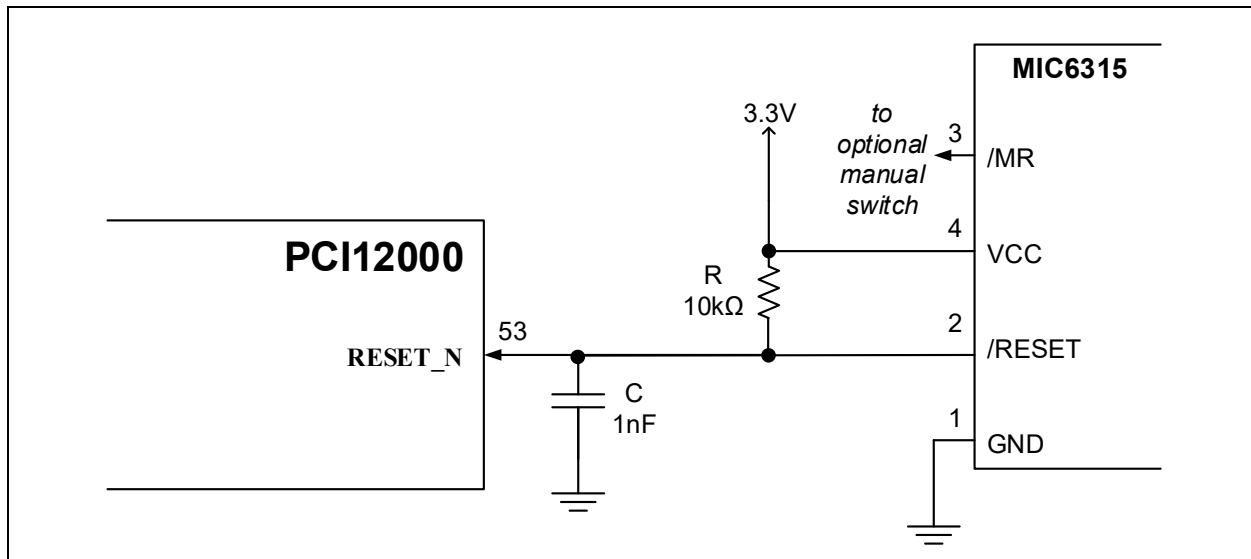 MIC6315
3.3V
to
optional
manual
switch
3
/MR
PCI12000
4
VCC
R
10kΩ
53
2
RESET_N
/RESET
C
1nF
1
GND